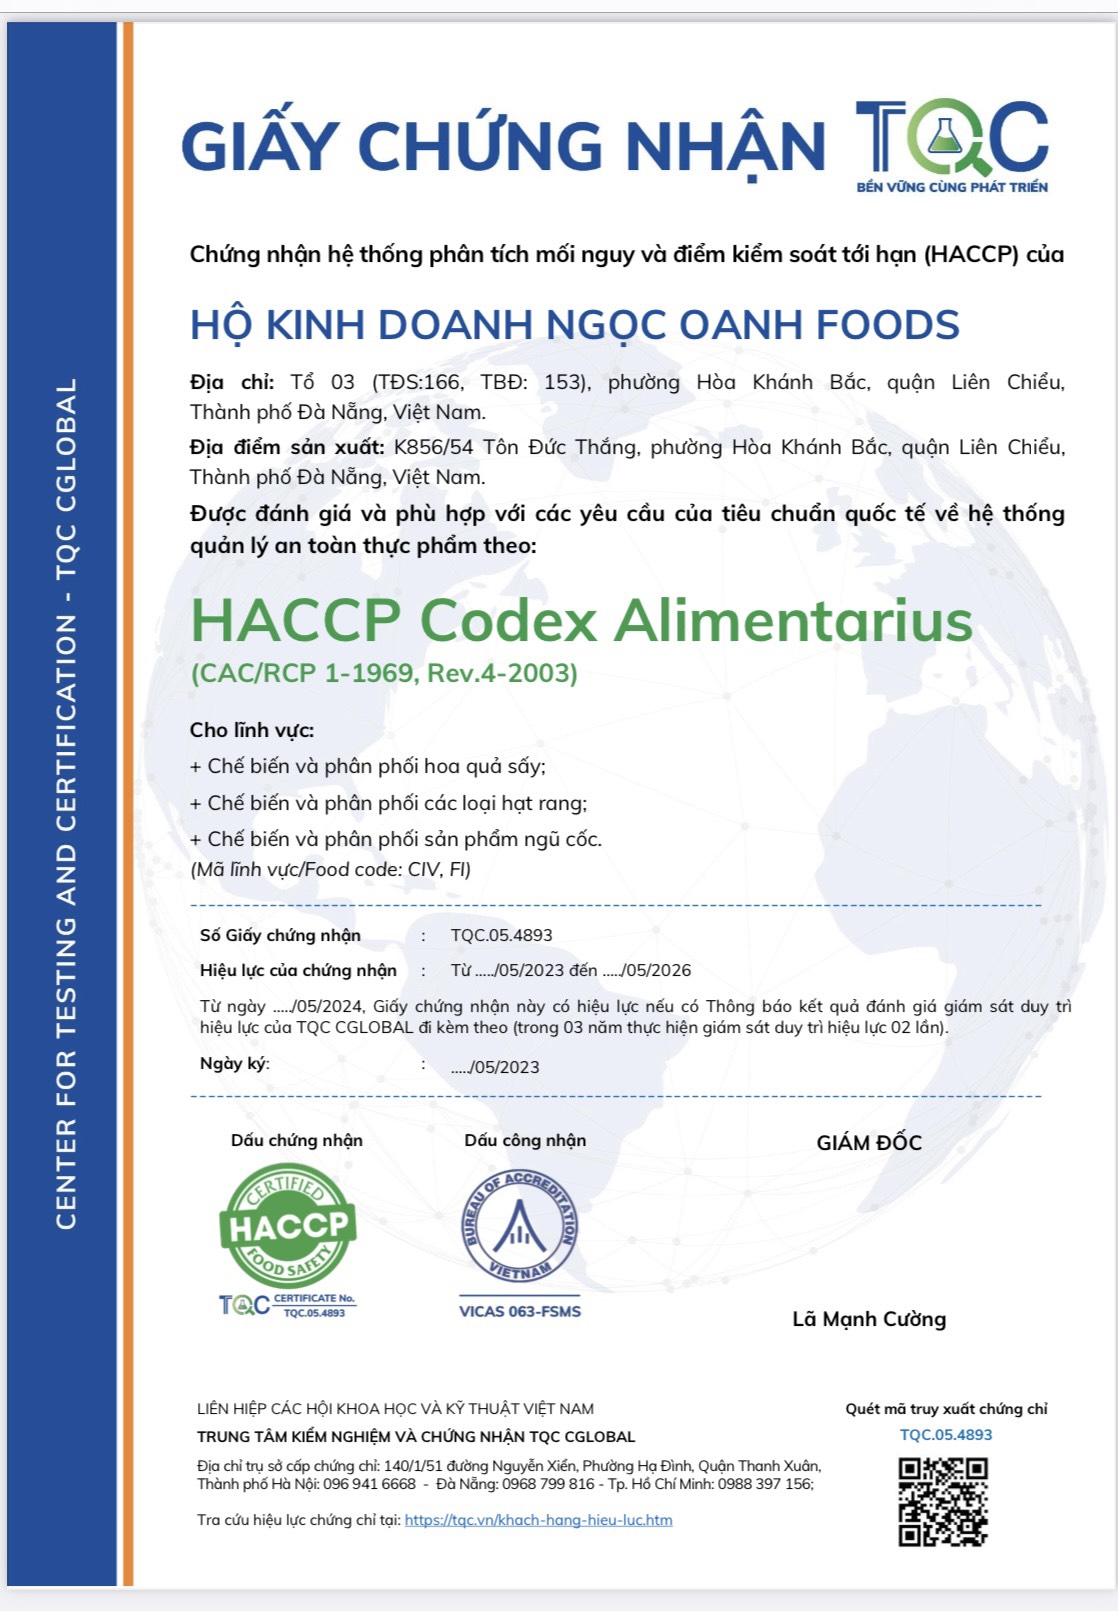 GIẤY CHỨNG NHẬN
TQC
BỀN VỮNG CÙNG PHÁT TRIỂN
CENTER FOR TESTING AND CERTIFICATION - TQC CGLOBAL
Chứng nhận hệ thống phân tích mối nguy và điểm kiểm soát tới hạn (HACCP) của
HỘ KINH DOANH NGỌC OANH FOODS
Địa chỉ: Tổ 03 (TĐS:166, TBĐ: 153), phường Hòa Khánh Bắc, quận Liên Chiểu,
Thành phố Đà Nẵng, Việt Nam.
Địa điểm sản xuất: K856/54 Tôn Đức Thắng, phường Hòa Khánh Bắc, quận Liên Chiểu,
Thành phố Đà Nẵng, Việt Nam.
Được đánh giá và phù hợp với các yêu cầu của tiêu chuẩn quốc tế về hệ thống
quản lý an toàn thực phẩm theo:
HACCP Codex Alimentarius
(CAC/RCP 1-1969, Rev.4-2003)
Cho lĩnh vực:
+ Chế biến và phân phối hoa quả sấy;
+ Chế biến và phân phối các loại hạt rang;
+ Chế biến và phân phối sản phẩm ngũ cốc.
(Mã lĩnh vực/Food code: CIV, FI)
Số Giấy chứng nhận : TQC.05.4893
Hiệu lực của chứng nhận : Từ ...../05/2023 đến ...../05/2026
Từ ngày ...../05/2024, Giấy chứng nhận này có hiệu lực nếu có Thông báo kết quả đánh giá giám sát duy trì
hiệu lực của TQC CGLOBAL đi kèm theo (trong 03 năm thực hiện giám sát duy trì hiệu lực 02 lần).
Ngày ký: : ...../05/2023
Dấu chứng nhận
Dấu công nhận
GIÁM ĐỐC
CERTIFIED
HACCP
FOOD SAFETY
TQC CERTIFICATE No.
TQC.05.4893
BUREAU OF ACCREDITATION
VIETNAM
VICAS 063-FSMS
Lã Mạnh Cường
LIÊN HIỆP CÁC HỘI KHOA HỌC VÀ KỸ THUẬT VIỆT NAM
TRUNG TÂM KIỂM NGHIỆM VÀ CHỨNG NHẬN TQC CGLOBAL
Địa chỉ trụ sở cấp chứng chỉ: 140/1/51 đường Nguyễn Xiển, Phường Hạ Đình, Quận Thanh Xuân,
Thành phố Hà Nội: 096 941 6668 - Đà Nẵng: 0968 799 816 - Tp. Hồ Chí Minh: 0988 397 156;
Tra cứu hiệu lực chứng chỉ tại: https://tqc.vn/khach-hang-hieu-luc.htm
Quét mã truy xuất chứng chỉ
TQC.05.4893